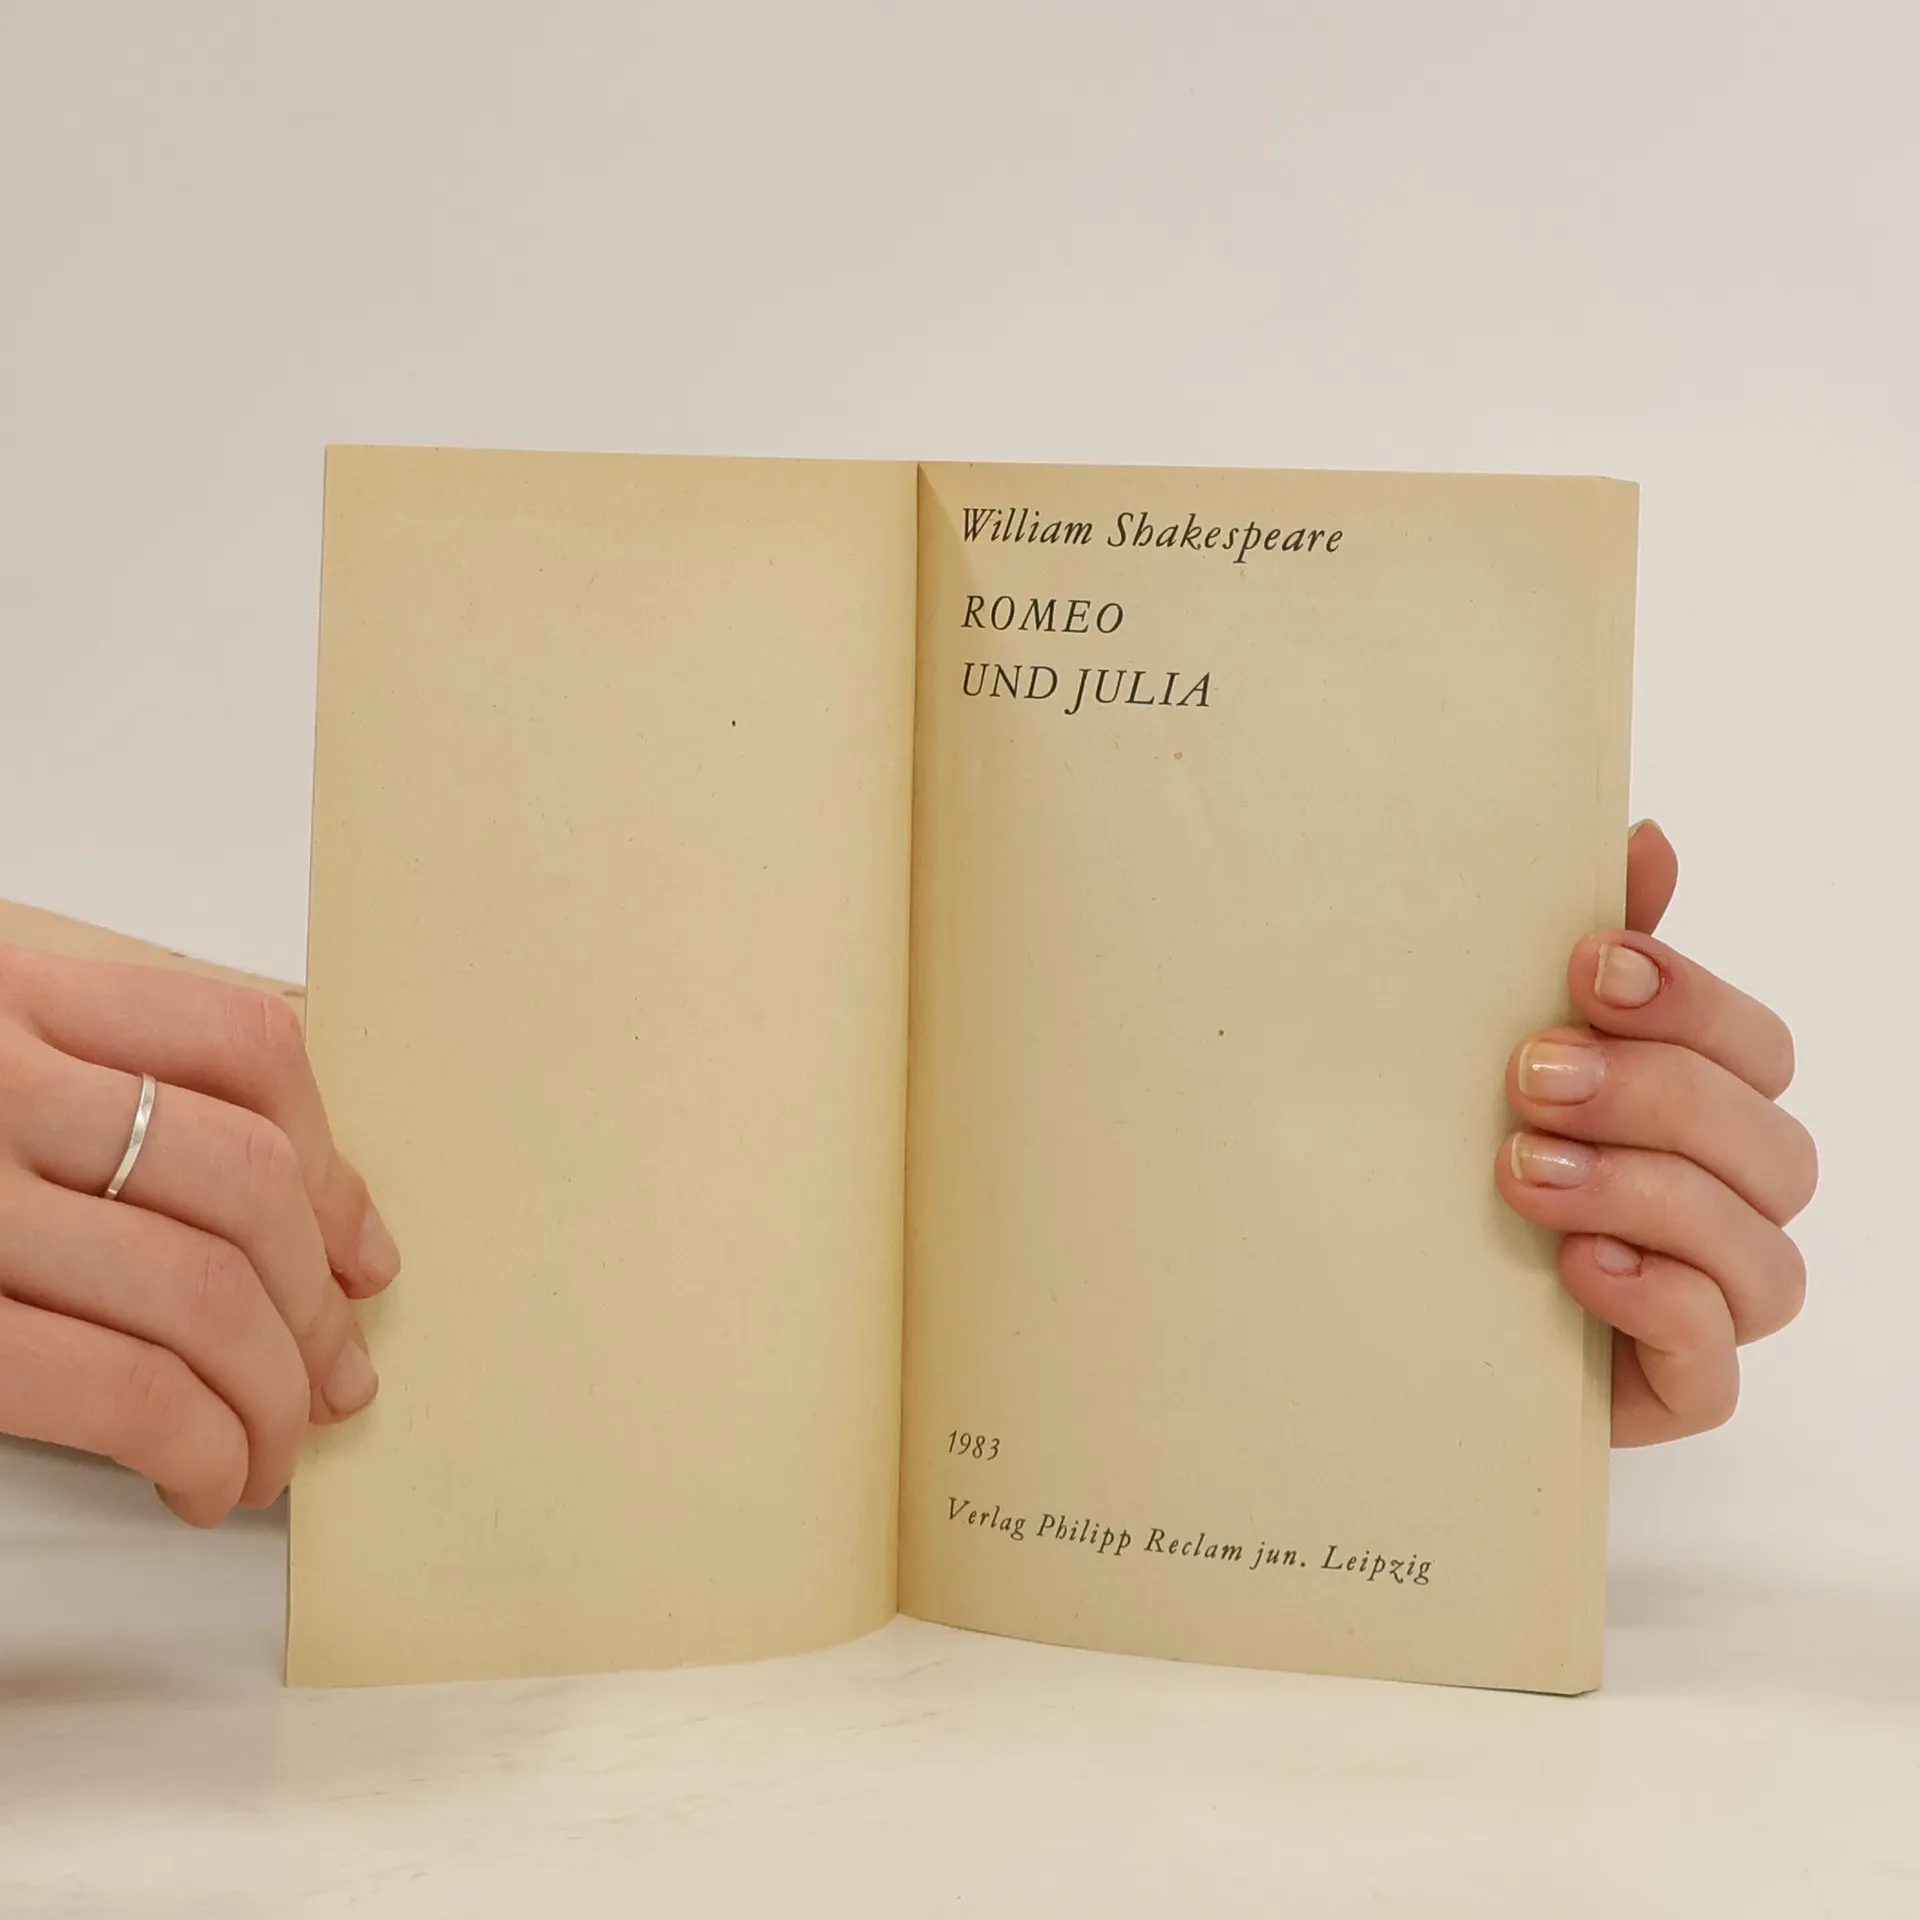 William Shakespeare
ROMEO
UND JULIA
1983
Verlag Philipp Reclam jun. Leipzig